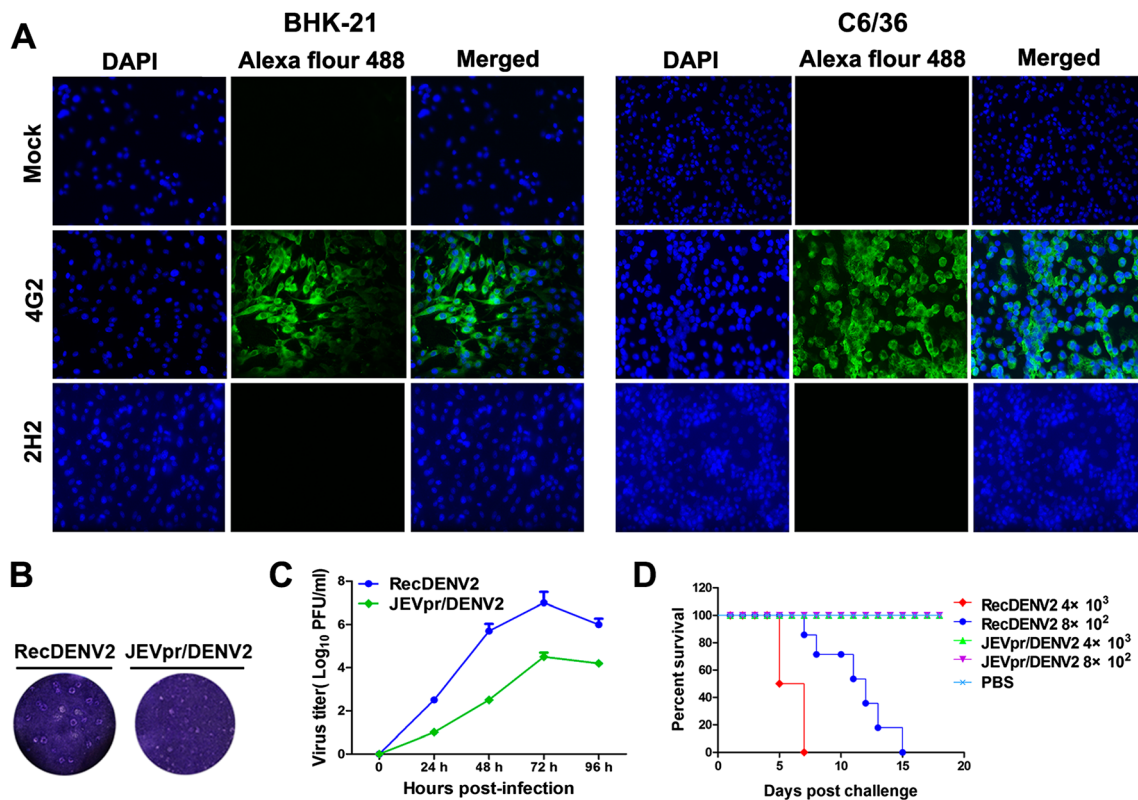 A
BHK-21
C6/36
DAPI
Alexa flour 488
Merged
DAPI
Alexa flour 488
Merged
Mock
4G2
2H2
B
RecDENV2
JEVpr/DENV2
C
RecDENV2
JEVpr/DENV2
Virus titer( Log₁₀ PFU/ml)
8
6
4
2
0
0
24 h
48 h
72 h
96 h
Hours post-infection
D
Percent survival
120
100
80
60
40
20
0
0
5
10
15
20
Days post challenge
RecDENV2 4× 10³
RecDENV2 8× 10²
JEVpr/DENV2 4× 10³
JEVpr/DENV2 8× 10²
PBS